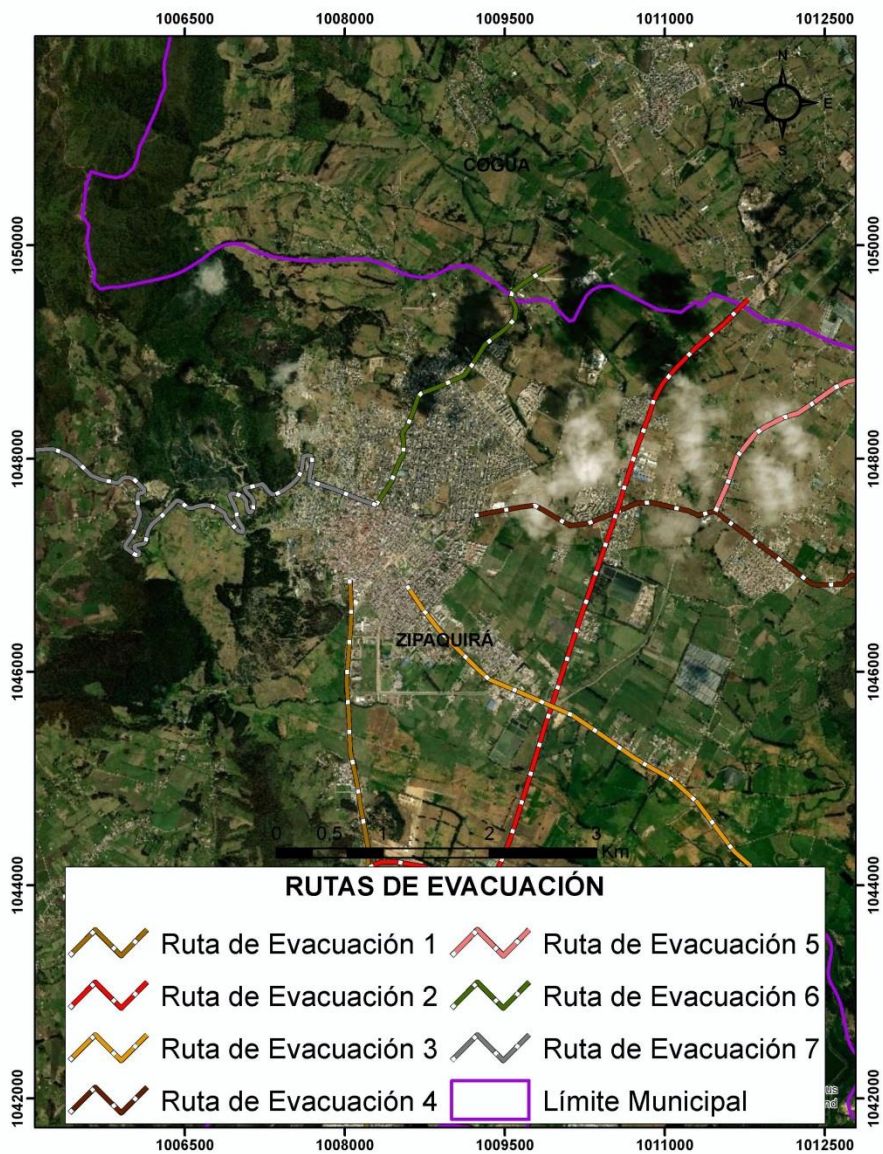 1006500 1008000 1009500 1011000 1012500
N
W E
S
COGUA
1050000 1050000
1048000 1048000
ZIPAQUIRÁ
1046000 1046000
0 0,5 1 2 3
Km
1044000 1044000
RUTAS DE EVACUACIÓN
Ruta de Evacuación 1 Ruta de Evacuación 5
Ruta de Evacuación 2 Ruta de Evacuación 6
Ruta de Evacuación 3 Ruta de Evacuación 7
Ruta de Evacuación 4 Límite Municipal
1042000 1042000
1006500 1008000 1009500 1011000 1012500